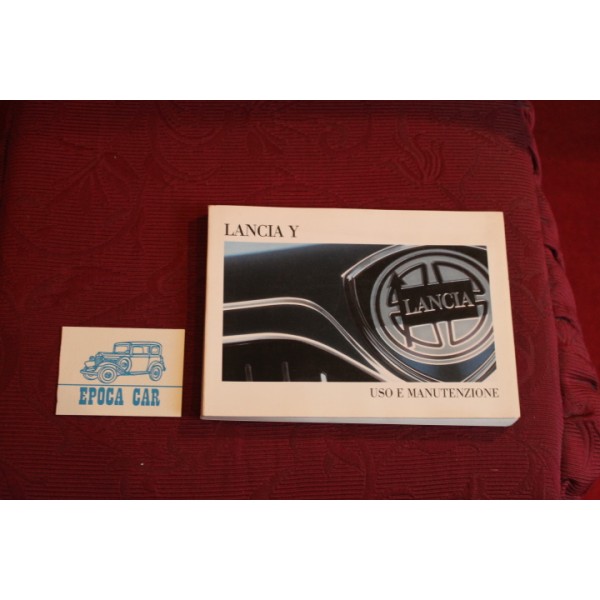 LANCIA Y
LANCIA
USO E MANUTENZIONE
EPOCA CAR